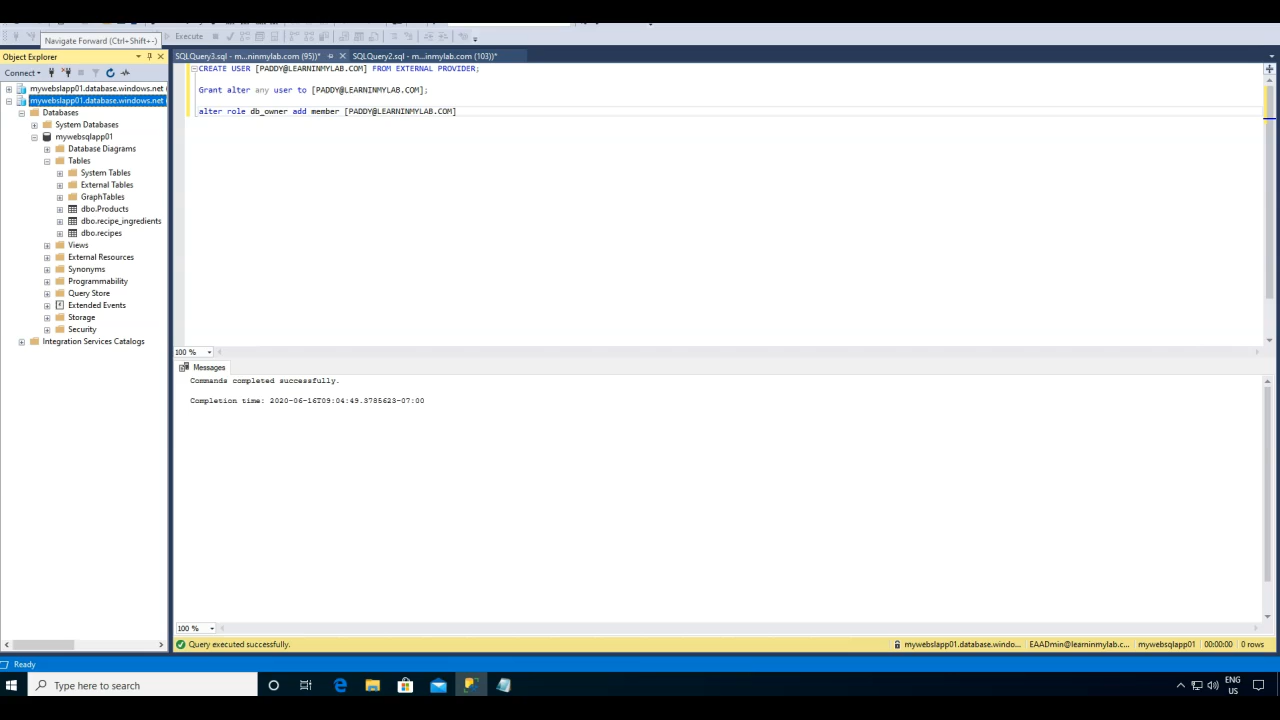 Navigate Forward (Ctrl+Shift+-)
Execute
Object Explorer
SQLQuery3.sql - m...ninmylab.com (95))*
SQLQuery2.sql - m...inmylab.com (103))*
Connect
mywebslapp01.database.windows.net
mywebslapp01.database.windows.net
Databases
System Databases
mywebsqlapp01
Database Diagrams
Tables
System Tables
External Tables
GraphTables
dbo.Products
dbo.recipe_ingredients
dbo.recipes
Views
External Resources
Synonyms
Programmability
Query Store
Extended Events
Storage
Security
Integration Services Catalogs
CREATE USER [PADDY@LEARNINMYLAB.COM] FROM EXTERNAL PROVIDER;
Grant alter any user to [PADDY@LEARNINMYLAB.COM];
alter role db_owner add member [PADDY@LEARNINMYLAB.COM]
100 %
Messages
Commands completed successfully.
Completion time: 2020-06-16T09:04:49.3785623-07:00
100 %
Query executed successfully.
mywebslapp01.database.windo...
EAAdmin@learinmylab.c...
mywebsqlapp01
00:00:00
0 rows
Ready
Type here to search
ENG
US